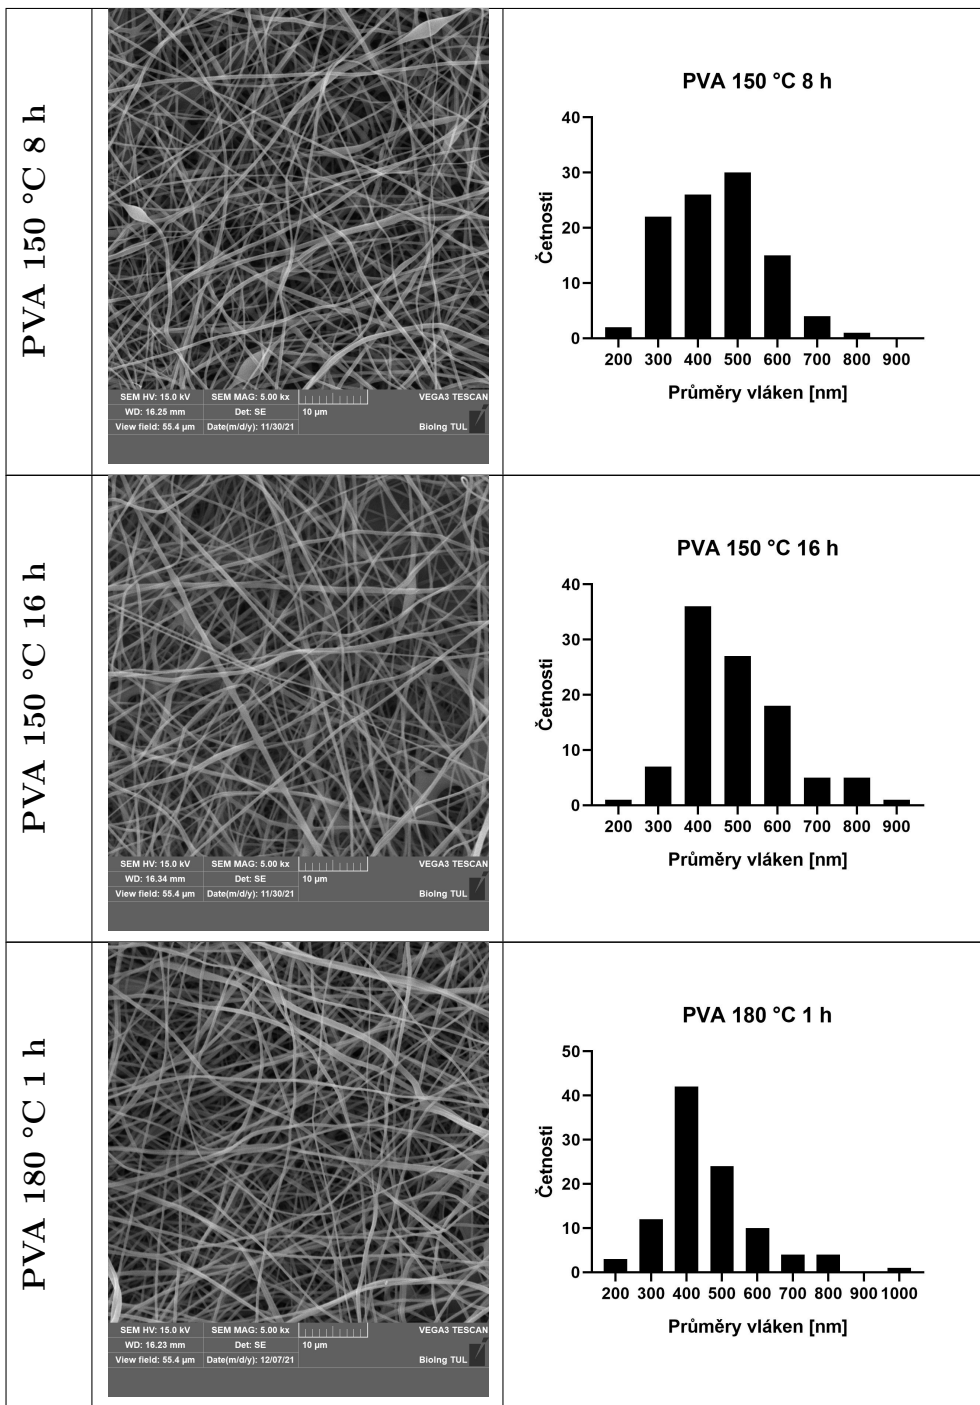 PVA 150 °C 8 h
SEM HV: 15.0 kV SEM MAG: 5.00 kx VEGA3 TESCAN
WD: 16.25 mm Det: SE 10 µm
View field: 55.4 µm Date(m/d/y): 11/30/21 BioIng TUL
PVA 150 °C 8 h
Četnosti
40
30
20
10
0
200 300 400 500 600 700 800 900
Průměry vláken [nm]
PVA 150 °C 16 h
SEM HV: 15.0 kV SEM MAG: 5.00 kx VEGA3 TESCAN
WD: 16.34 mm Det: SE 10 µm
View field: 55.4 µm Date(m/d/y): 11/30/21 BioIng TUL
PVA 150 °C 16 h
Četnosti
40
30
20
10
0
200 300 400 500 600 700 800 900
Průměry vláken [nm]
PVA 180 °C 1 h
SEM HV: 15.0 kV SEM MAG: 5.00 kx VEGA3 TESCAN
WD: 16.23 mm Det: SE 10 µm
View field: 55.4 µm Date(m/d/y): 12/07/21 BioIng TUL
PVA 180 °C 1 h
Četnosti
50
40
30
20
10
0
200 300 400 500 600 700 800 900 1000
Průměry vláken [nm]